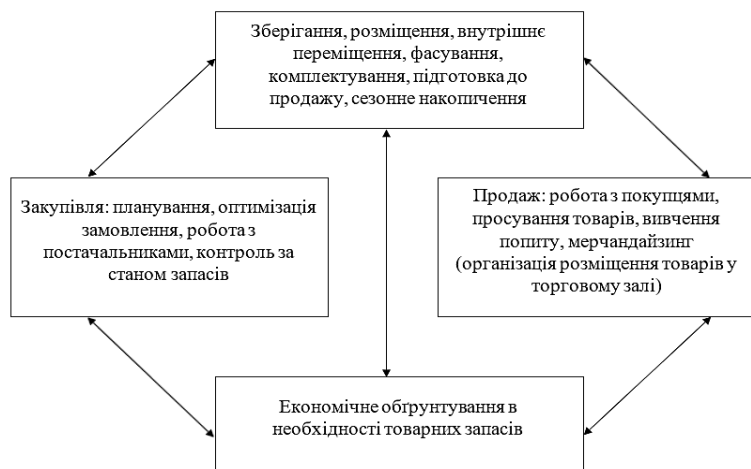 Зберігання, розміщення, внутрішнє
переміщення, фасування,
комплектування, підготовка до
продажу, сезонне накопичення
Закупівля: планування, оптимізація
замовлення, робота з
постачальниками, контроль за
станом запасів
Продаж: робота з покупцями,
просування товарів, вивчення
попиту, мерчандайзинг
(організація розміщення товарів у
торговому залі)
Економічне обґрунтування в
необхідності товарних запасів